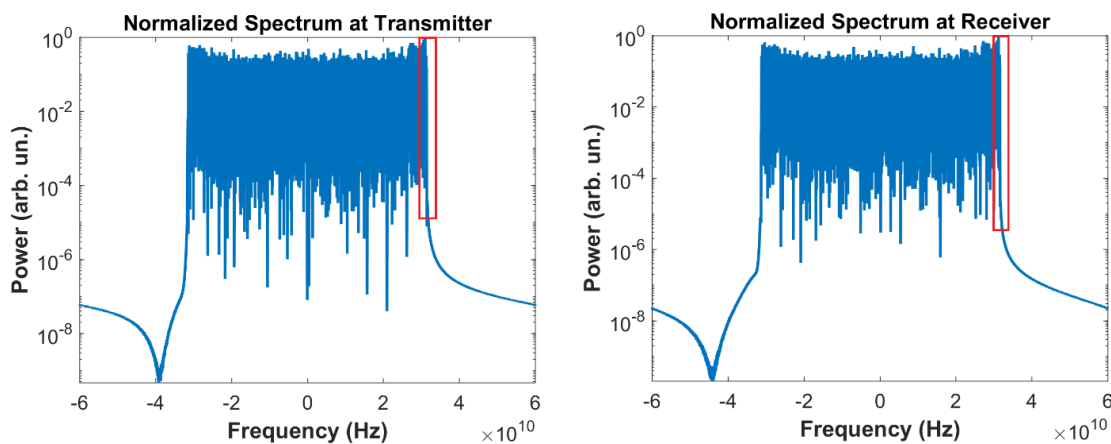 Normalized Spectrum at Transmitter
Power (arb. un.)
10^0
10^-2
10^-4
10^-6
10^-8
-6 -4 -2 0 2 4 6
Frequency (Hz) ×10^10
Normalized Spectrum at Receiver
Power (arb. un.)
10^0
10^-2
10^-4
10^-6
10^-8
-6 -4 -2 0 2 4 6
Frequency (Hz) ×10^10